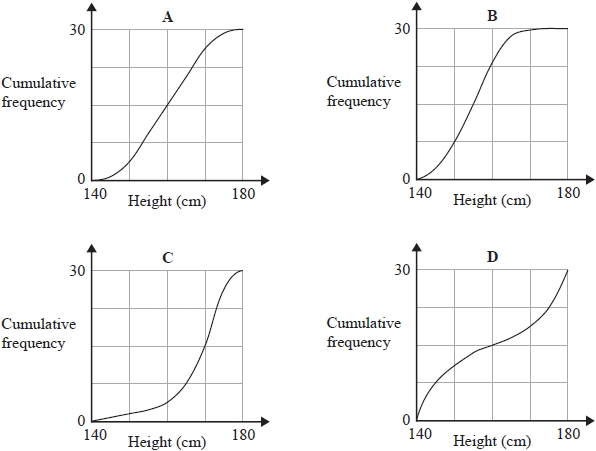 A
30
Cumulative
frequency
0
140
180
Height (cm)
B
30
Cumulative
frequency
0
140
180
Height (cm)
C
30
Cumulative
frequency
0
140
180
Height (cm)
D
30
Cumulative
frequency
0
140
180
Height (cm)